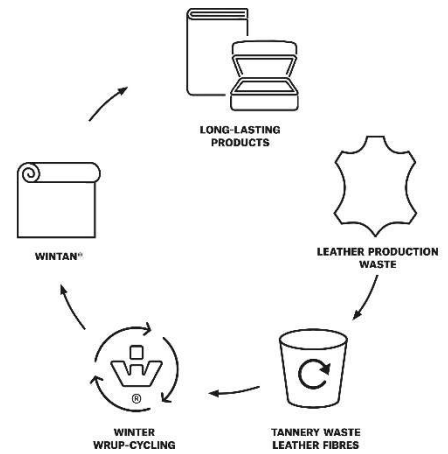 LONG-LASTING
PRODUCTS
LEATHER PRODUCTION
WASTE
WINTAN®
®
WINTER
WRUP-CYCLING
TANNERY WASTE
LEATHER FIBRES